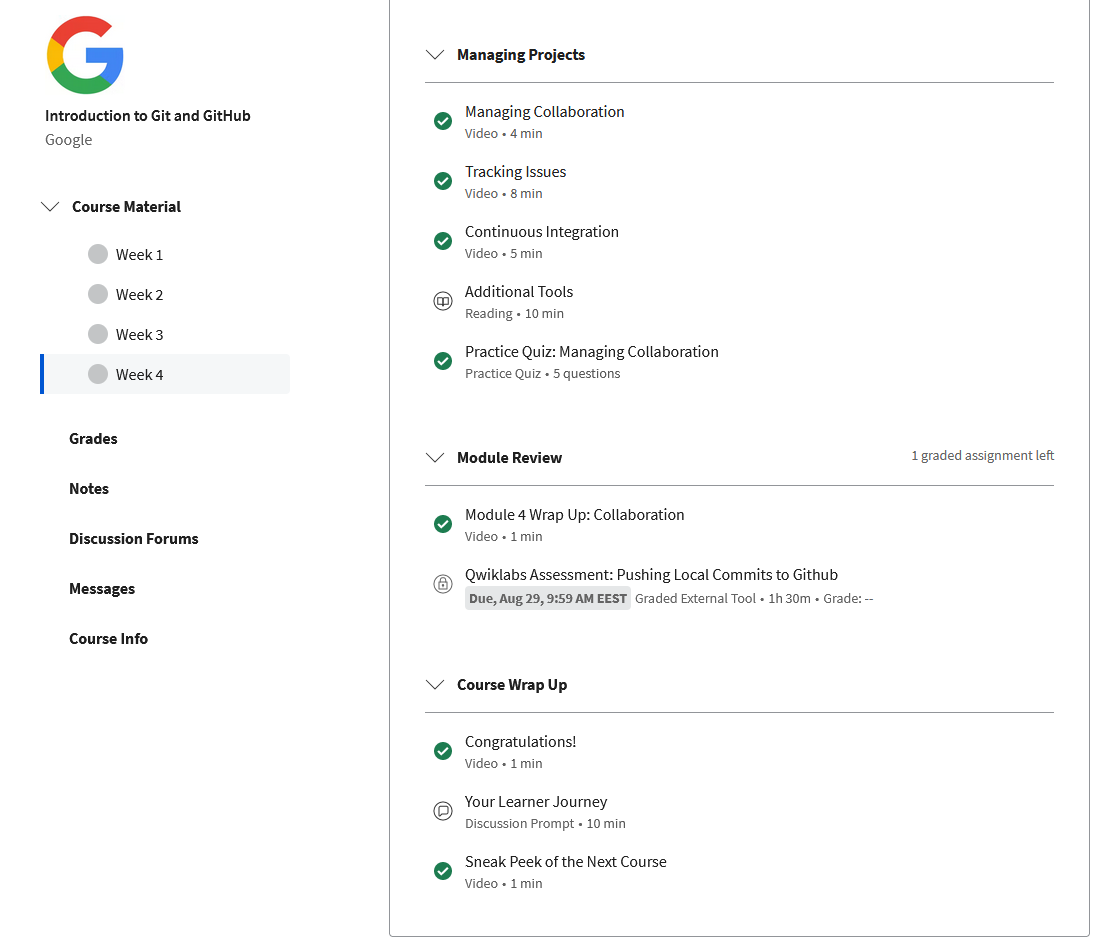 Introduction to Git and GitHub
Google
Course Material
Week 1
Week 2
Week 3
Week 4
Grades
Notes
Discussion Forums
Messages
Course Info
Managing Projects
Managing Collaboration
Video • 4 min
Tracking Issues
Video • 8 min
Continuous Integration
Video • 5 min
Additional Tools
Reading • 10 min
Practice Quiz: Managing Collaboration
Practice Quiz • 5 questions
Module Review
1 graded assignment left
Module 4 Wrap Up: Collaboration
Video • 1 min
Qwiklabs Assessment: Pushing Local Commits to Github
Due, Aug 29, 9:59 AM EEST Graded External Tool • 1h 30m • Grade: --
Course Wrap Up
Congratulations!
Video • 1 min
Your Learner Journey
Discussion Prompt • 10 min
Sneak Peek of the Next Course
Video • 1 min